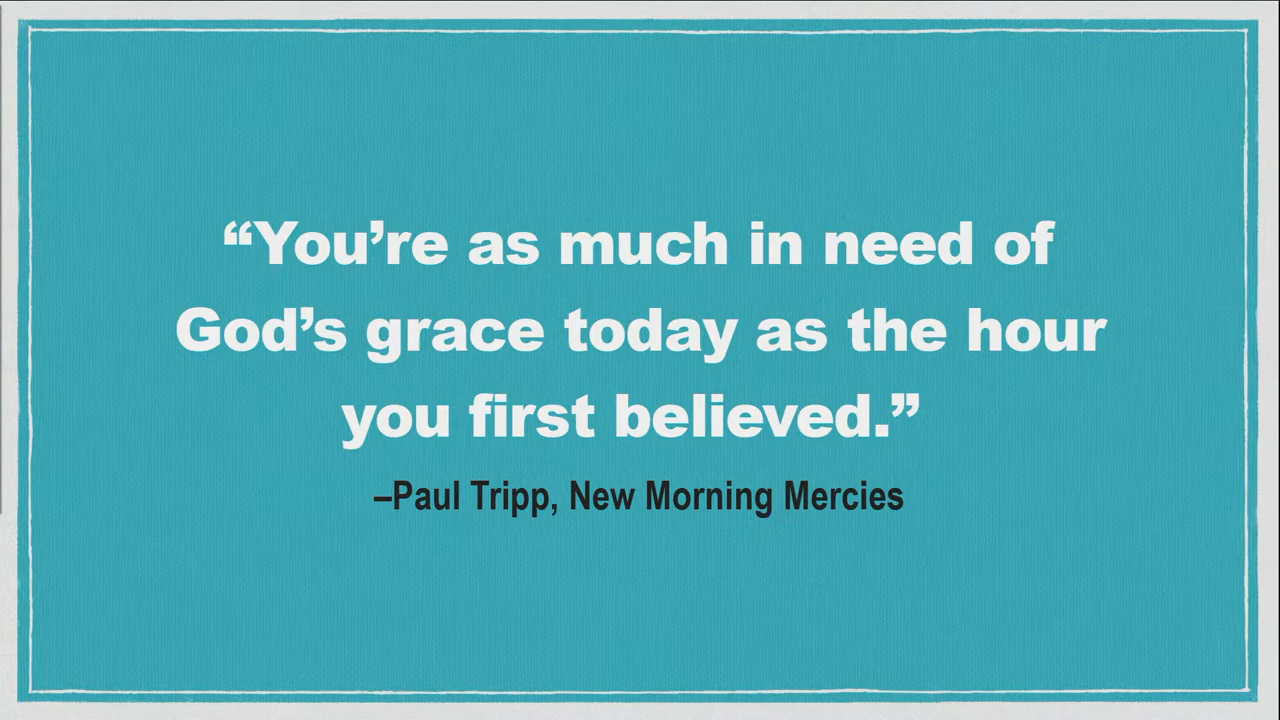 “You’re as much in need of
God’s grace today as the hour
you first believed.”
–Paul Tripp, New Morning Mercies